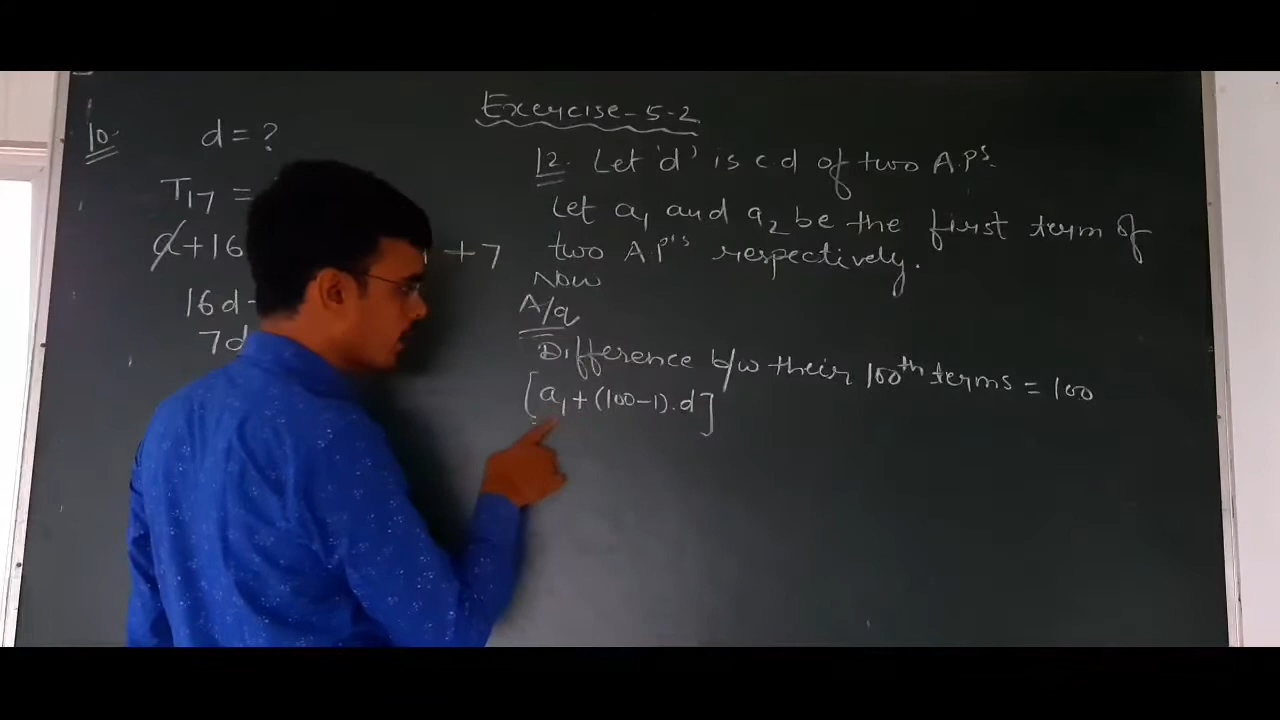 Exercise-5.2
10.
d = ?
T17 =
a+16
+ 7
16d-
7d
12. Let 'd' is c.d of two A.P's.
Let a1 and a2 be the first term of
two A.P's respectively.
Now
A/q
Difference b/w their 100th terms = 100
[a1+(100-1).d]